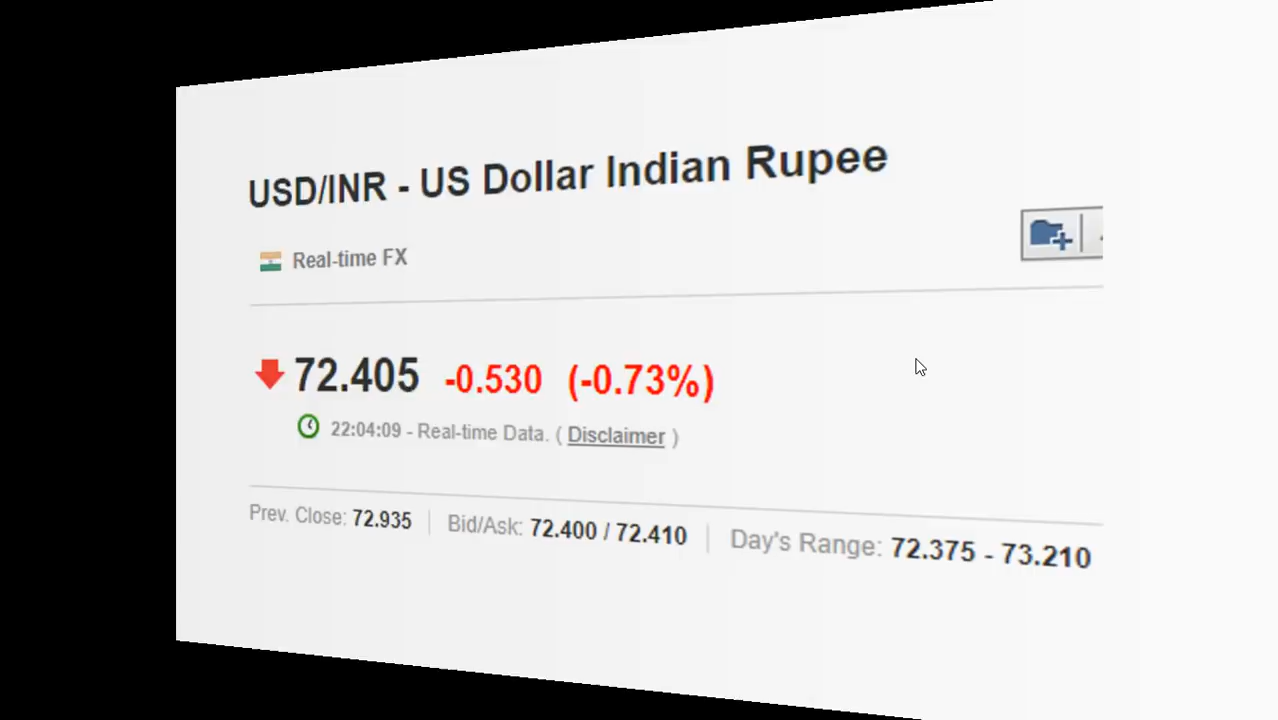 USD/INR - US Dollar Indian Rupee
Real-time FX
72.405 -0.530 (-0.73%)
22:04:09 - Real-time Data. ( Disclaimer )
Prev. Close: 72.935 | Bid/Ask: 72.400 / 72.410 | Day's Range: 72.375 - 73.210